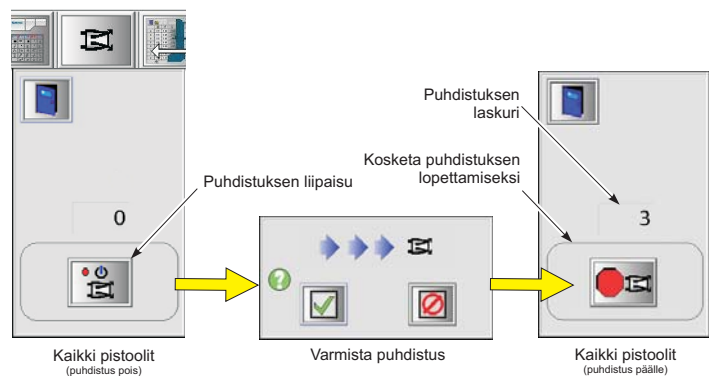 Puhdistuksen
laskuri
Kosketa puhdistuksen
lopettamiseksi
Puhdistuksen liipaisu
0
3
Kaikki pistoolit
(puhdistus pois)
Varmista puhdistus
Kaikki pistoolit
(puhdistus päälle)